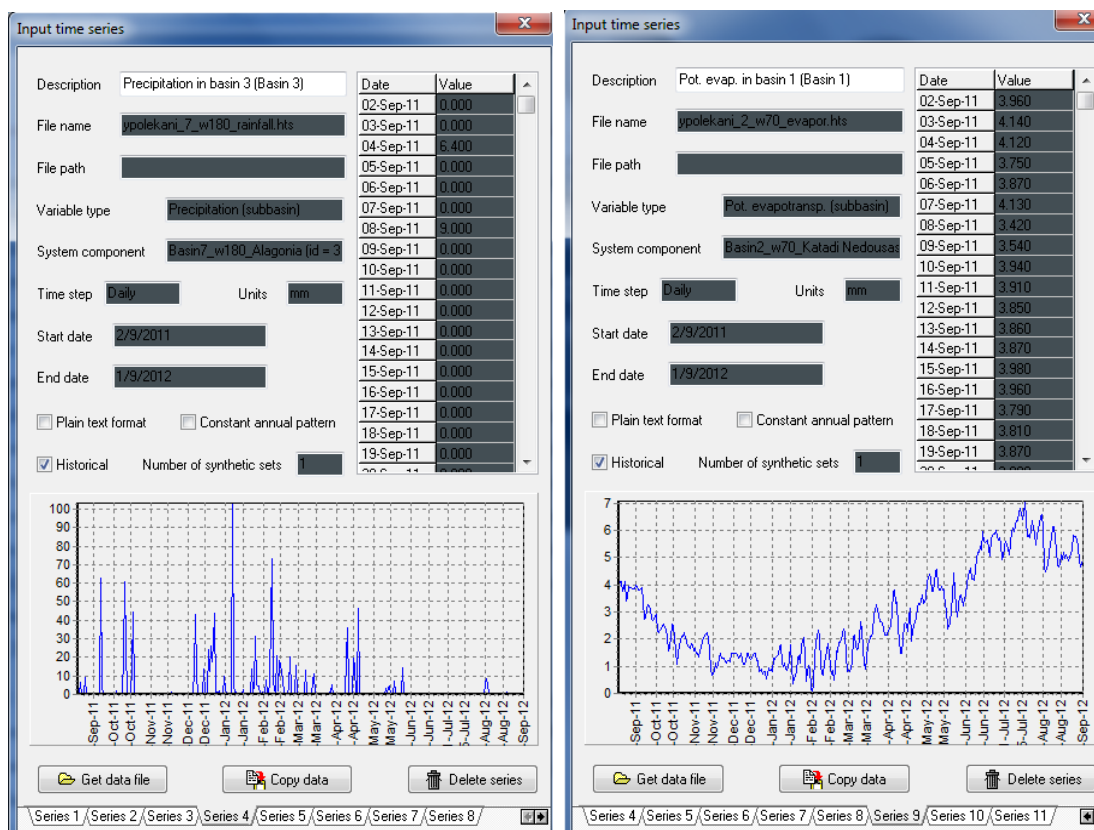 Input time series
Description Precipitation in basin 3 (Basin 3)
File name ypolekani_7_w180_rainfall.hts
File path
Variable type Precipitation (subbasin)
System component Basin7_w180_Alagonia (id = 3
Time step Daily Units mm
Start date 2/9/2011
End date 1/9/2012
Plain text format Constant annual pattern
Historical Number of synthetic sets 1
Date Value
02-Sep-11 0.000
03-Sep-11 0.000
04-Sep-11 6.400
05-Sep-11 0.000
06-Sep-11 0.000
07-Sep-11 0.000
08-Sep-11 9.000
09-Sep-11 0.000
10-Sep-11 0.000
11-Sep-11 0.000
12-Sep-11 0.000
13-Sep-11 0.000
14-Sep-11 0.000
15-Sep-11 0.000
16-Sep-11 0.000
17-Sep-11 0.000
18-Sep-11 0.000
19-Sep-11 0.000
100
90
80
70
60
50
40
30
20
10
0
-Sep-11
-Oct-11
-Oct-11
-Nov-11
-Nov-11
-Dec-11
-Dec-11
-Jan-12
-Jan-12
-Feb-12
-Feb-12
-Mar-12
-Mar-12
-Apr-12
-Apr-12
May-12
May-12
-Jun-12
-Jun-12
-Jul-12
-Jul-12
-Aug-12
-Aug-12
-Sep-12
Get data file Copy data Delete series
Series 1 Series 2 Series 3 Series 4 Series 5 Series 6 Series 7 Series 8
Input time series
Description Pot. evap. in basin 1 (Basin 1)
File name ypolekani_2_w70_evapor.hts
File path
Variable type Pot. evapotransp. (subbasin)
System component Basin2_w70_Katadi Nedousas
Time step Daily Units mm
Start date 2/9/2011
End date 1/9/2012
Plain text format Constant annual pattern
Historical Number of synthetic sets 1
Date Value
02-Sep-11 3.960
03-Sep-11 4.140
04-Sep-11 4.120
05-Sep-11 3.750
06-Sep-11 3.870
07-Sep-11 4.130
08-Sep-11 3.420
09-Sep-11 3.540
10-Sep-11 3.940
11-Sep-11 3.910
12-Sep-11 3.850
13-Sep-11 3.860
14-Sep-11 3.870
15-Sep-11 3.980
16-Sep-11 3.960
17-Sep-11 3.790
18-Sep-11 3.810
19-Sep-11 3.870
7
6
5
4
3
2
1
0
-Sep-11
-Oct-11
-Oct-11
-Nov-11
-Nov-11
-Dec-11
-Dec-11
-Jan-12
-Jan-12
-Feb-12
-Feb-12
-Mar-12
-Mar-12
-Apr-12
-Apr-12
May-12
May-12
-Jun-12
-Jun-12
-Jul-12
-Jul-12
-Aug-12
-Aug-12
-Sep-12
Get data file Copy data Delete series
Series 4 Series 5 Series 6 Series 7 Series 8 Series 9 Series 10 Series 11